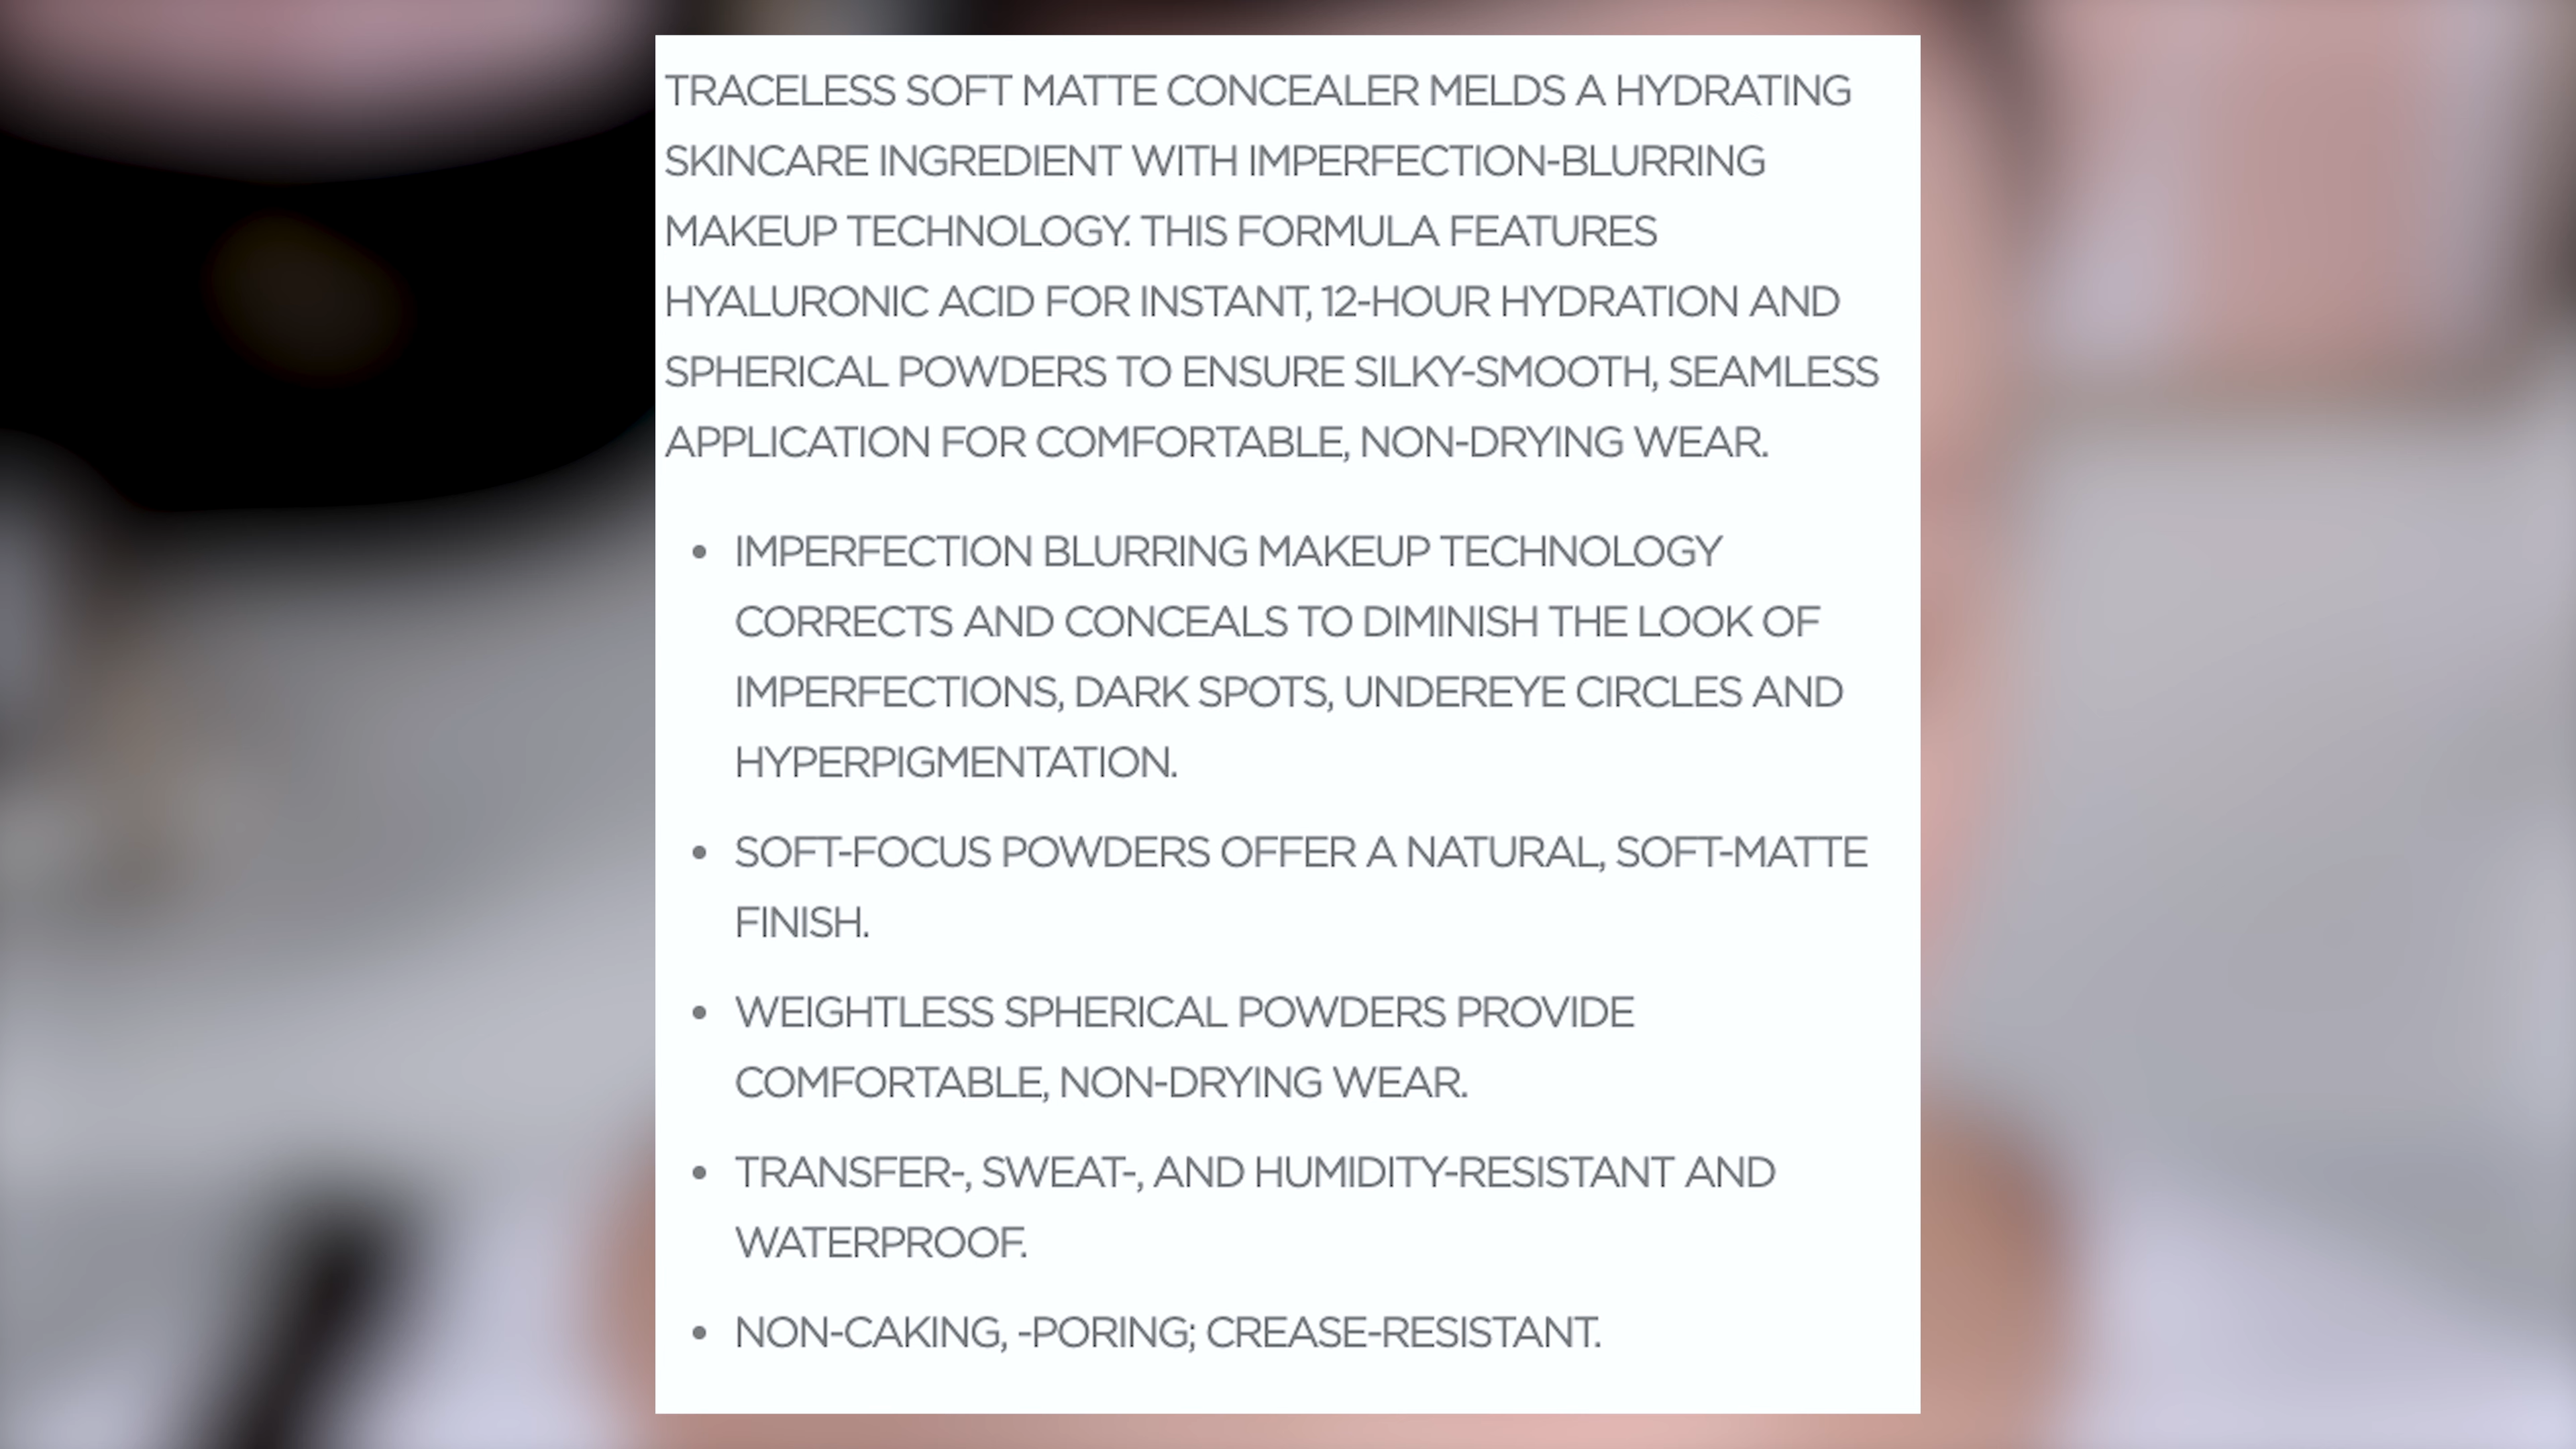 TRACELESS SOFT MATTE CONCEALER MELDS A HYDRATING
SKINCARE INGREDIENT WITH IMPERFECTION-BLURRING
MAKEUP TECHNOLOGY. THIS FORMULA FEATURES
HYALURONIC ACID FOR INSTANT, 12-HOUR HYDRATION AND
SPHERICAL POWDERS TO ENSURE SILKY-SMOOTH, SEAMLESS
APPLICATION FOR COMFORTABLE, NON-DRYING WEAR.
• IMPERFECTION BLURRING MAKEUP TECHNOLOGY
CORRECTS AND CONCEALS TO DIMINISH THE LOOK OF
IMPERFECTIONS, DARK SPOTS, UNDEREYE CIRCLES AND
HYPERPIGMENTATION.
• SOFT-FOCUS POWDERS OFFER A NATURAL, SOFT-MATTE
FINISH.
• WEIGHTLESS SPHERICAL POWDERS PROVIDE
COMFORTABLE, NON-DRYING WEAR.
• TRANSFER-, SWEAT-, AND HUMIDITY-RESISTANT AND
WATERPROOF.
• NON-CAKING, -PORING; CREASE-RESISTANT.